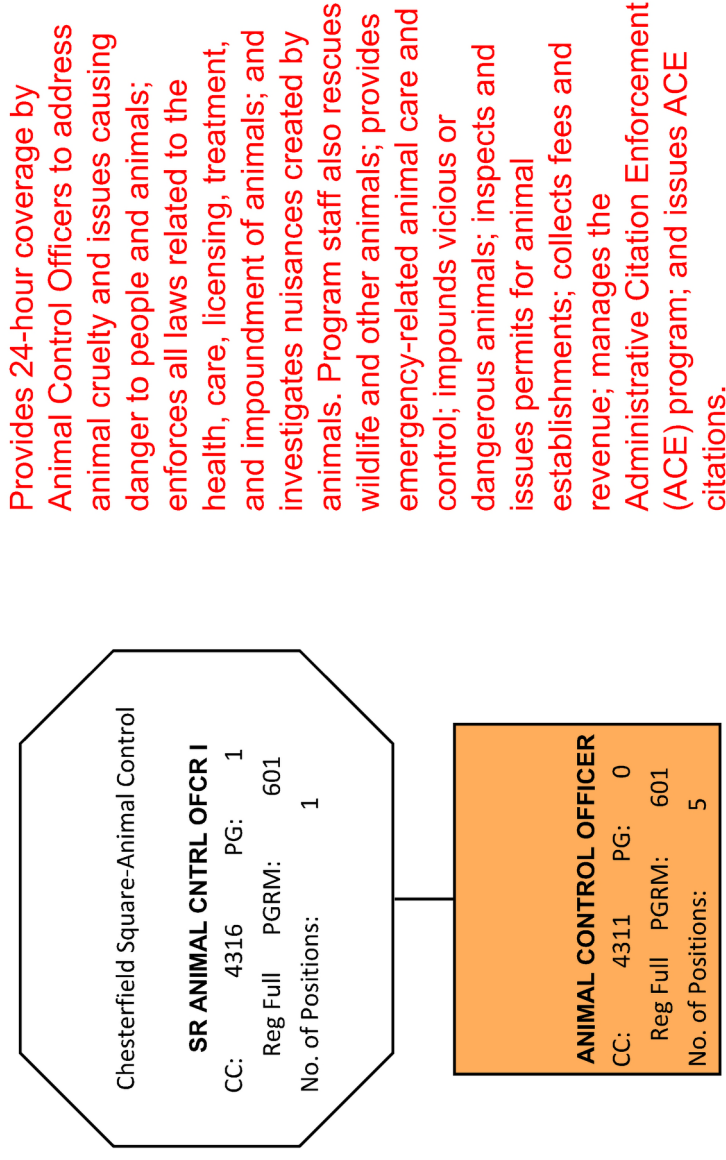 Chesterfield Square-Animal Control
SR ANIMAL CNTRL OFCR I
CC: 4316 PG: 1
Reg Full PGRM: 601
No. of Positions: 1
ANIMAL CONTROL OFFICER
CC: 4311 PG: 0
Reg Full PGRM: 601
No. of Positions: 5
Provides 24-hour coverage by
Animal Control Officers to address
animal cruelty and issues causing
danger to people and animals;
enforces all laws related to the
health, care, licensing, treatment,
and impoundment of animals; and
investigates nuisances created by
animals. Program staff also rescues
wildlife and other animals; provides
emergency-related animal care and
control; impounds vicious or
dangerous animals; inspects and
issues permits for animal
establishments; collects fees and
revenue; manages the
Administrative Citation Enforcement
(ACE) program; and issues ACE
citations.